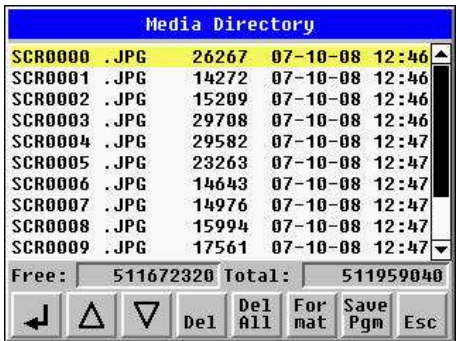 Media Directory
SCR0000 .JPG 26267 07-10-08 12:46
SCR0001 .JPG 14272 07-10-08 12:46
SCR0002 .JPG 15209 07-10-08 12:46
SCR0003 .JPG 29708 07-10-08 12:46
SCR0004 .JPG 29582 07-10-08 12:47
SCR0005 .JPG 23263 07-10-08 12:47
SCR0006 .JPG 14643 07-10-08 12:47
SCR0007 .JPG 14976 07-10-08 12:47
SCR0008 .JPG 15994 07-10-08 12:47
SCR0009 .JPG 17561 07-10-08 12:47
Free: 511672320 Total: 511959040
Del
Del
All
For
mat
Save
Pgm
Esc